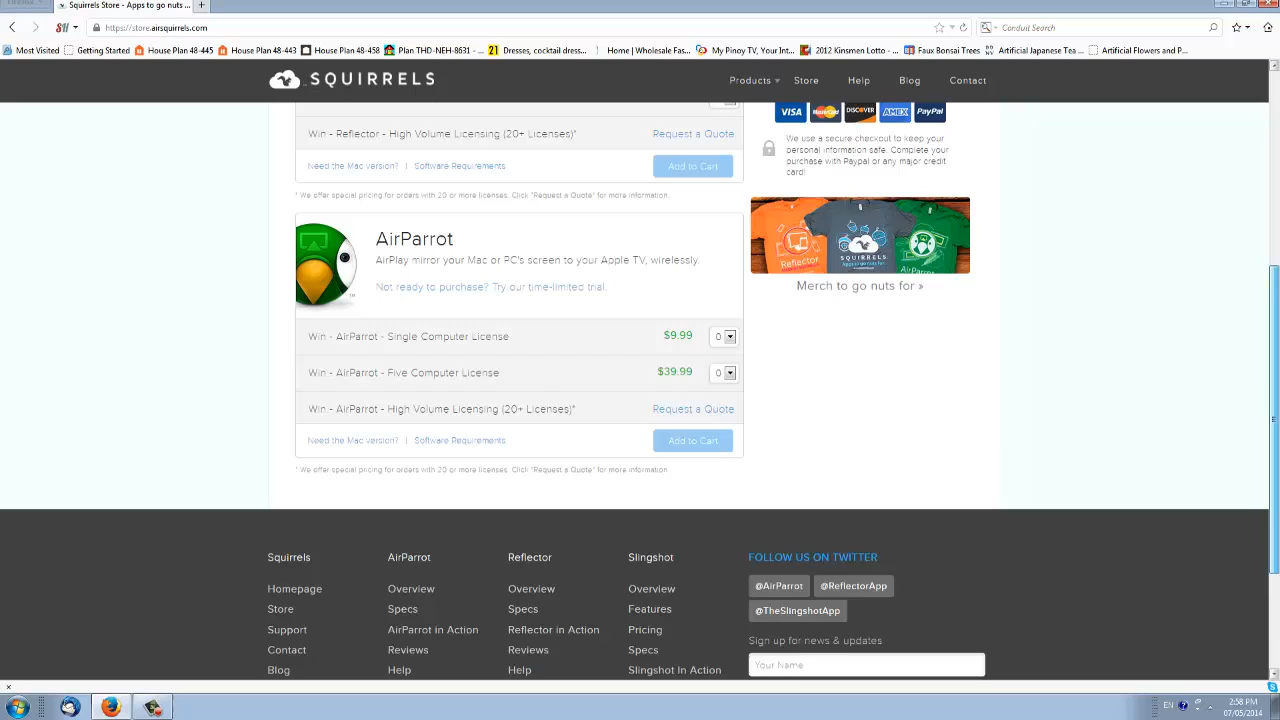 Firefox
Squirrels Store - Apps to go nuts ...
https://store.airsquirrels.com
Conduit Search
Most Visited
Getting Started
House Plan 48-445
House Plan 48-443
House Plan 48-458
Plan THD-NEH-8631 - ...
Dresses, cocktail dress...
Home | Wholesale Fas...
My Pinoy TV, Your Int...
2012 Kinsmen Lotto - ...
Faux Bonsai Trees
Artificial Japanese Tea ...
Artificial Flowers and P...
SQUIRRELS
Products
Store
Help
Blog
Contact
Win - Reflector - High Volume Licensing (20+ Licenses)*
Request a Quote
Need the Mac version? | Software Requirements
Add to Cart
* We offer special pricing for orders with 20 or more licenses. Click "Request a Quote" for more information.
AirParrot
AirPlay mirror your Mac or PC's screen to your Apple TV, wirelessly.
Not ready to purchase? Try our time-limited trial.
Win - AirParrot - Single Computer License
$9.99
0
Win - AirParrot - Five Computer License
$39.99
0
Win - AirParrot - High Volume Licensing (20+ Licenses)*
Request a Quote
Need the Mac version? | Software Requirements
Add to Cart
* We offer special pricing for orders with 20 or more licenses. Click "Request a Quote" for more information
VISA
MasterCard
DISCOVER
AMEX
PayPal
We use a secure checkout to keep your
personal information safe. Complete your
purchase with Paypal or any major credit
card!
Reflector
SQUIRRELS
AirParrot
Merch to go nuts for »
Squirrels
Homepage
Store
Support
Contact
Blog
AirParrot
Overview
Specs
AirParrot in Action
Reviews
Help
Reflector
Overview
Specs
Reflector in Action
Reviews
Help
Slingshot
Overview
Features
Pricing
Specs
Slingshot In Action
FOLLOW US ON TWITTER
@AirParrot
@ReflectorApp
@TheSlingshotApp
Sign up for news & updates
Your Name
EN
2:58 PM
07/05/2014